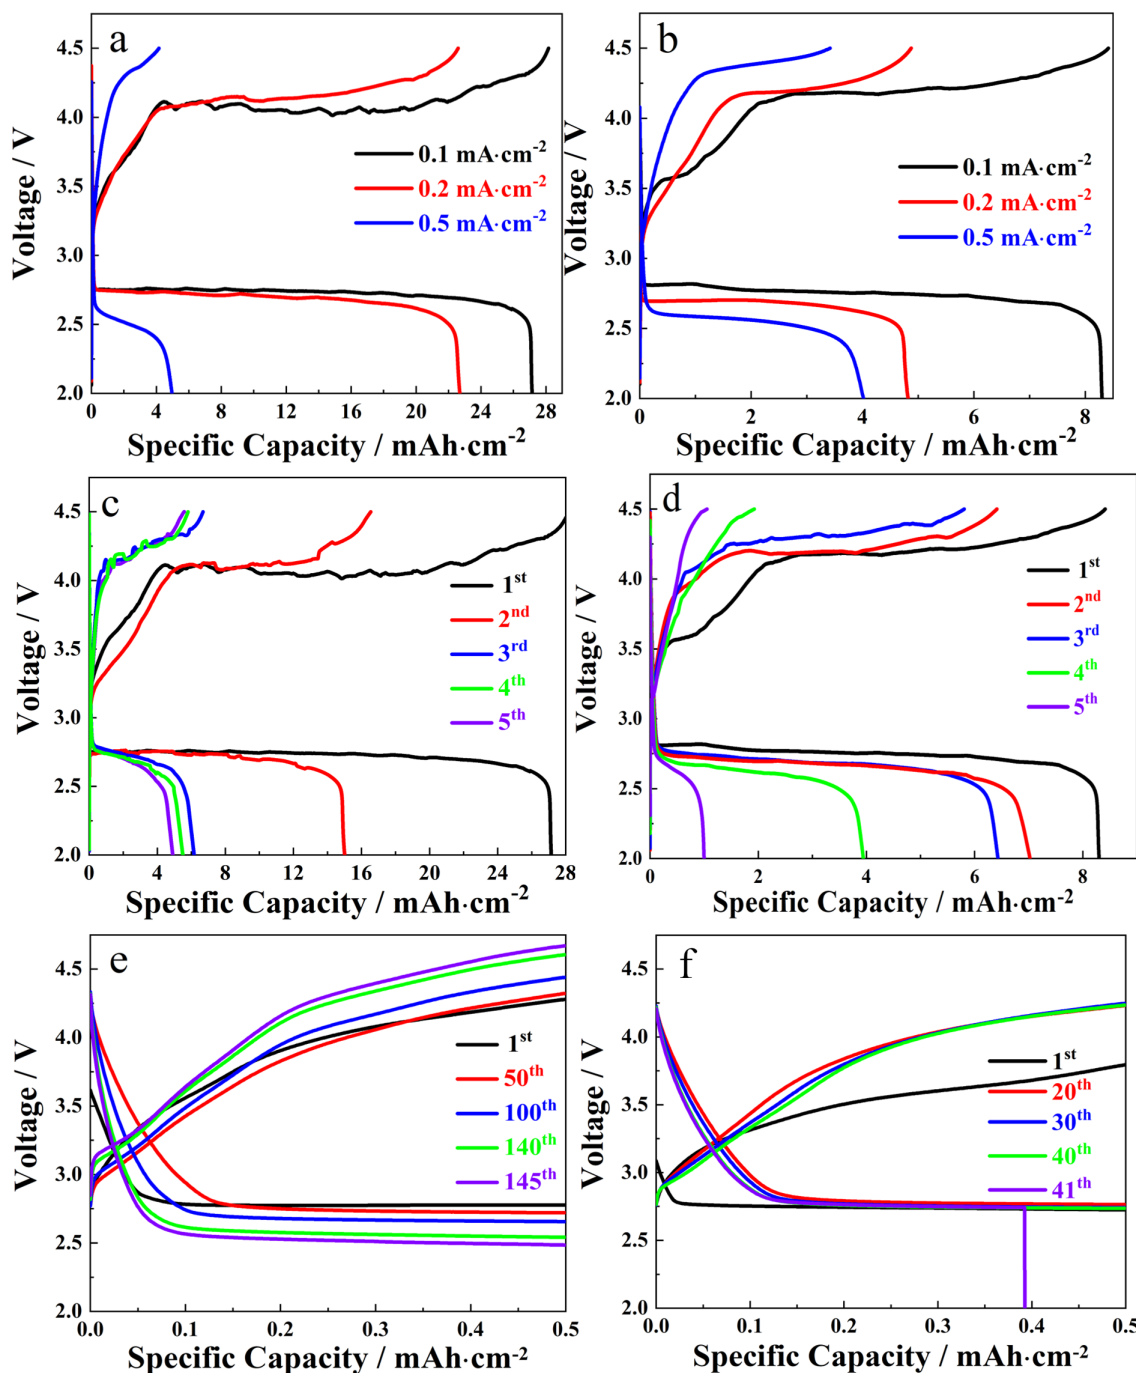 a
4.5
4.0
3.5
3.0
2.5
2.0
Voltage / V
0.1 mA·cm⁻²
0.2 mA·cm⁻²
0.5 mA·cm⁻²
0 4 8 12 16 20 24 28
Specific Capacity / mAh·cm⁻²
b
4.5
4.0
3.5
3.0
2.5
2.0
Voltage / V
0.1 mA·cm⁻²
0.2 mA·cm⁻²
0.5 mA·cm⁻²
0 2 4 6 8
Specific Capacity / mAh·cm⁻²
c
4.5
4.0
3.5
3.0
2.5
2.0
Voltage / V
1ˢᵗ
2ⁿᵈ
3ʳᵈ
4ᵗʰ
5ᵗʰ
0 4 8 12 16 20 24 28
Specific Capacity / mAh·cm⁻²
d
4.5
4.0
3.5
3.0
2.5
2.0
Voltage / V
1ˢᵗ
2ⁿᵈ
3ʳᵈ
4ᵗʰ
5ᵗʰ
0 2 4 6 8
Specific Capacity / mAh·cm⁻²
e
4.5
4.0
3.5
3.0
2.5
2.0
Voltage / V
1ˢᵗ
50ᵗʰ
100ᵗʰ
140ᵗʰ
145ᵗʰ
0.0 0.1 0.2 0.3 0.4 0.5
Specific Capacity / mAh·cm⁻²
f
4.5
4.0
3.5
3.0
2.5
2.0
Voltage / V
1ˢᵗ
20ᵗʰ
30ᵗʰ
40ᵗʰ
41ᵗʰ
0.0 0.1 0.2 0.3 0.4 0.5
Specific Capacity / mAh·cm⁻²